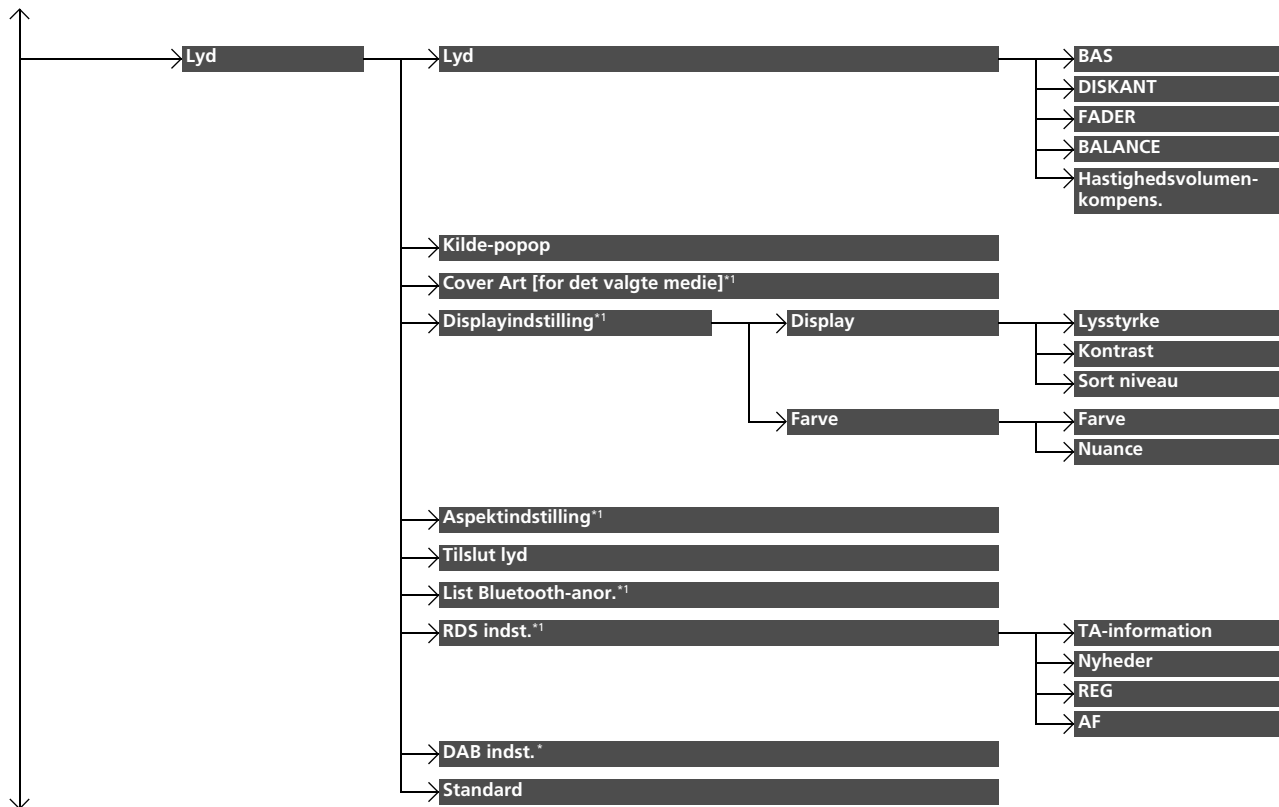 Lyd
Lyd
BAS
DISKANT
FADER
BALANCE
Hastighedsvolumen-
kompens.
Kilde-popop
Cover Art [for det valgte medie]*1
Displayindstilling*1
Display
Lysstyrke
Kontrast
Sort niveau
Farve
Farve
Nuance
Aspektindstilling*1
Tilslut lyd
List Bluetooth-anor.*1
RDS indst.*1
TA-information
Nyheder
REG
AF
DAB indst.*
Standard